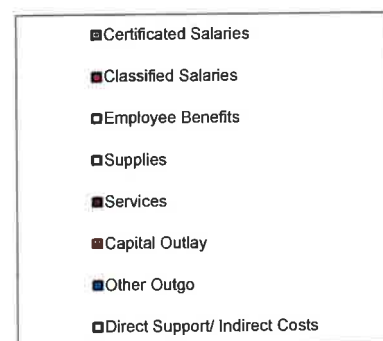 Certificated Salaries
Classified Salaries
Employee Benefits
Supplies
Services
Capital Outlay
Other Outgo
Direct Support/ Indirect Costs